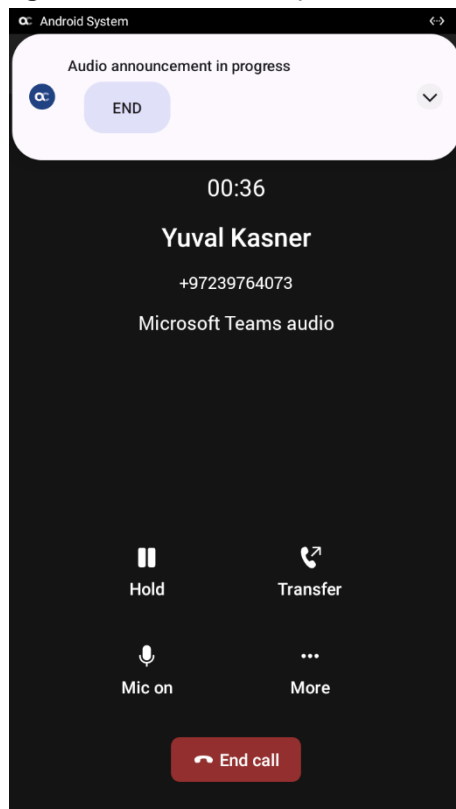 Android System
Audio announcement in progress
END
00:36
Yuval Kasner
+97239764073
Microsoft Teams audio
Hold
Transfer
Mic on
More
End call